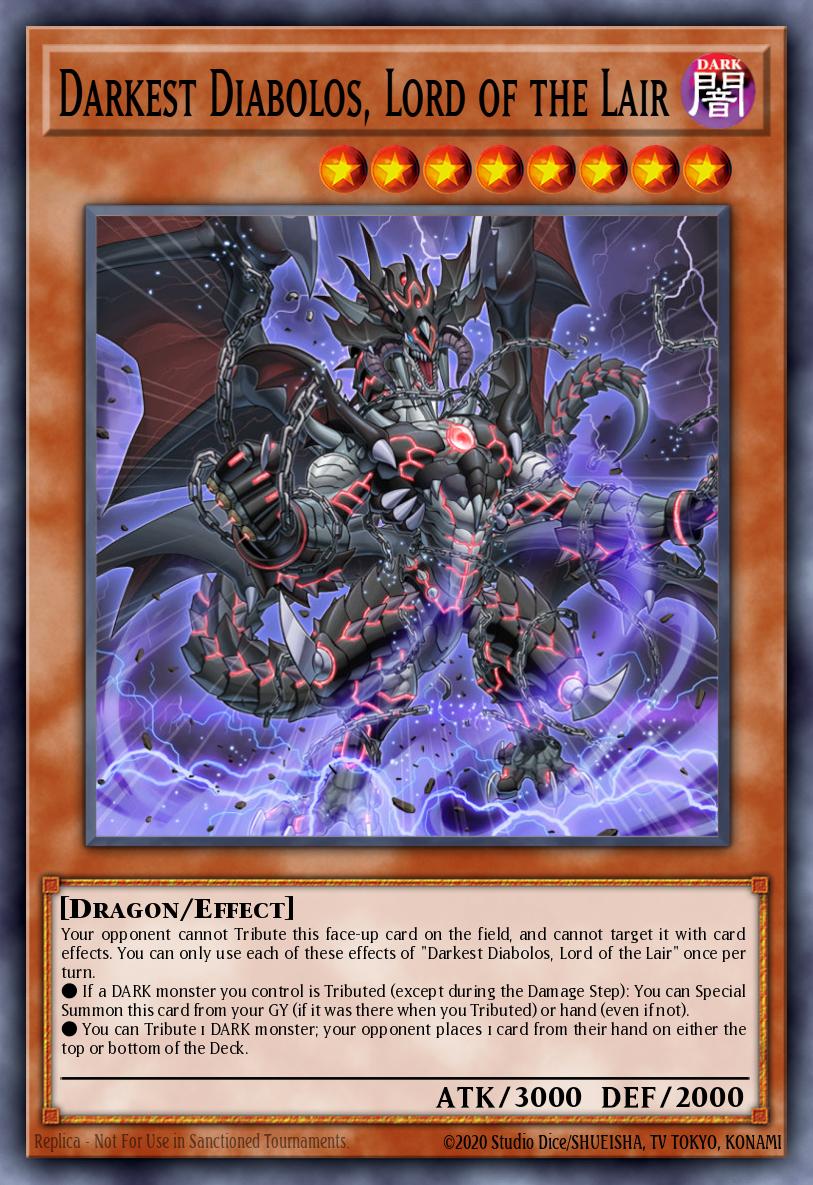 Darkest Diabolos, Lord of the Lair
DARK
闇
[Dragon/Effect]
Your opponent cannot Tribute this face-up card on the field, and cannot target it with card
effects. You can only use each of these effects of "Darkest Diabolos, Lord of the Lair" once per
turn.
● If a DARK monster you control is Tributed (except during the Damage Step): You can Special
Summon this card from your GY (if it was there when you Tributed) or hand (even if not).
● You can Tribute 1 DARK monster; your opponent places 1 card from their hand on either the
top or bottom of the Deck.
ATK/3000 DEF/2000
Replica - Not For Use in Sanctioned Tournaments.
©2020 Studio Dice/SHUEISHA, TV TOKYO, KONAMI